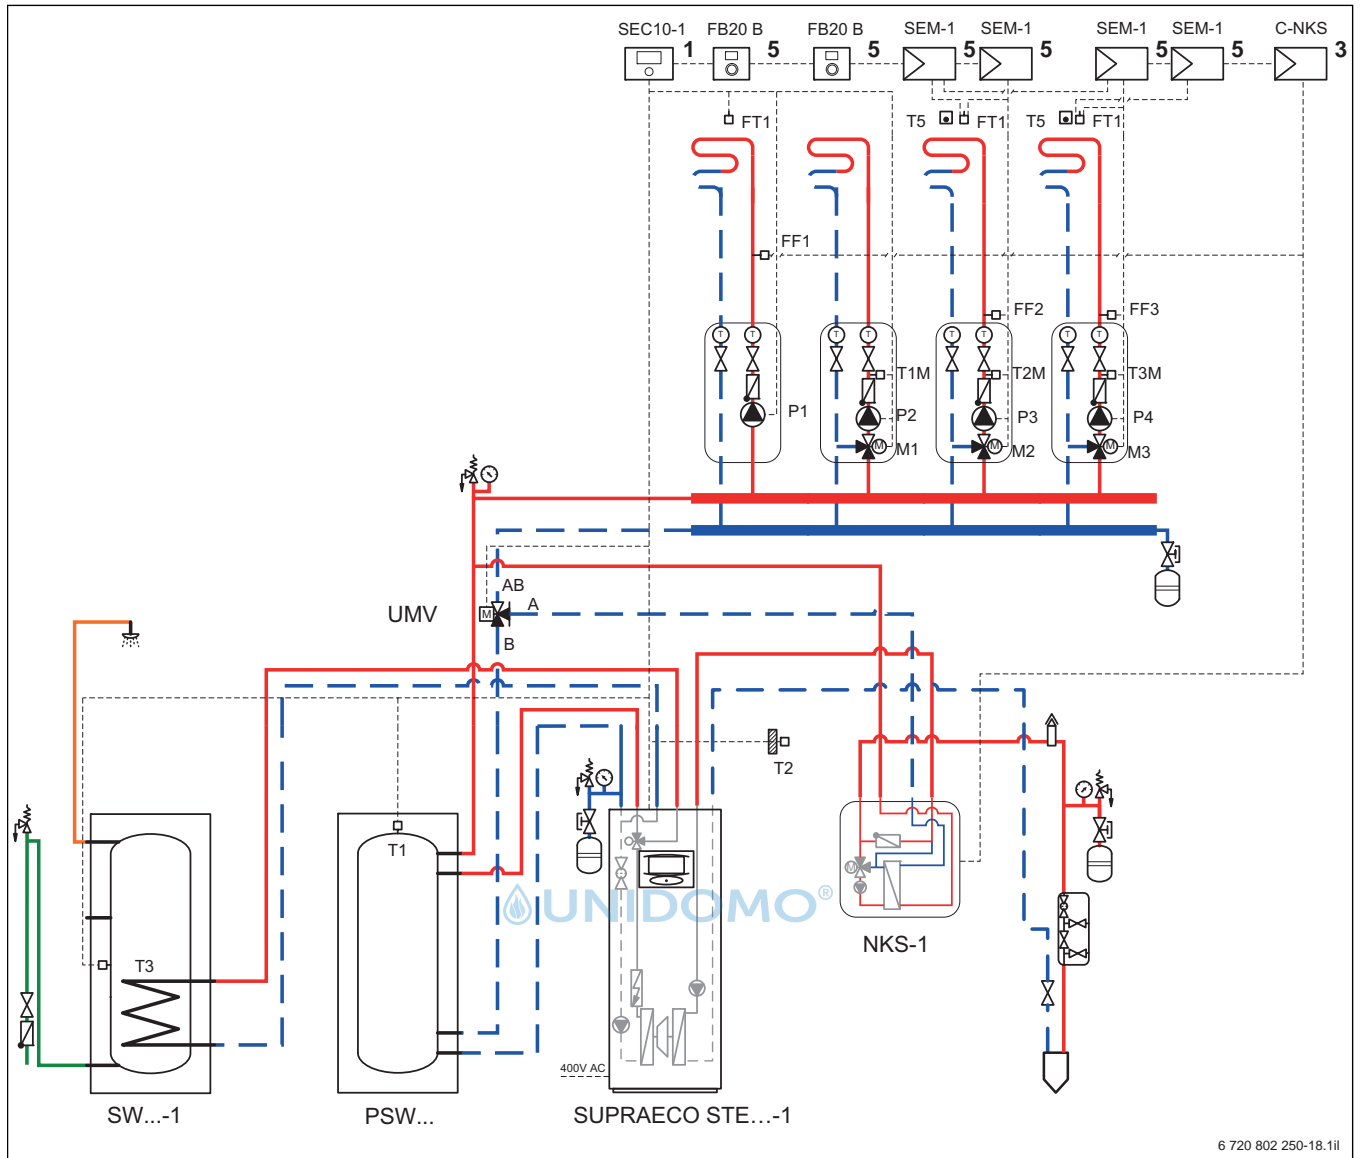 SEC10-1 FB20 B FB20 B SEM-1 SEM-1 SEM-1 SEM-1 C-NKS
1 5 5 5 5 5 5 3
FT1 T5 FT1 T5 FT1
FF1
FF2 FF3
T T T T T T T T
T1M T2M T3M
P1 P2 P3 P4
M M1 M M2 M M3
AB
UMV M A
B
T2
T1
M
UNIDOMO®
NKS-1
T3
400V AC
SW...-1 PSW... SUPRAECO STE...-1
6 720 802 250-18.1il